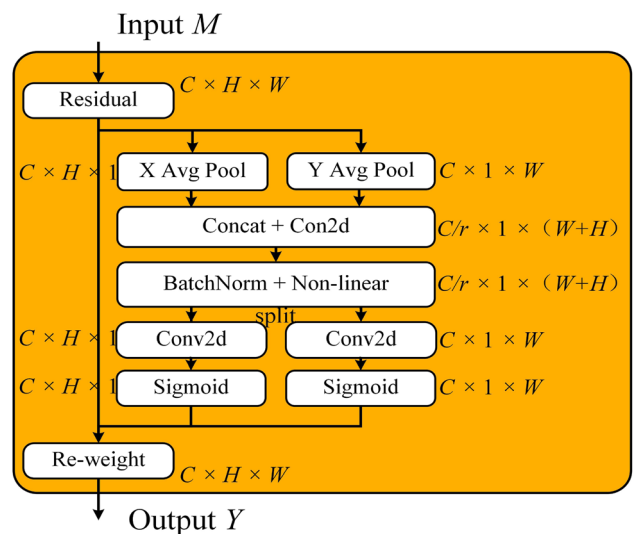 Input M
Residual
C × H × W
C × H × 1
X Avg Pool
Y Avg Pool
C × 1 × W
Concat + Con2d
C/r × 1 ×（W+H）
BatchNorm + Non-linear
C/r × 1 ×（W+H）
split
C × H × 1
Conv2d
Conv2d
C × 1 × W
C × H × 1
Sigmoid
Sigmoid
C × 1 × W
Re-weight
C × H × W
Output Y